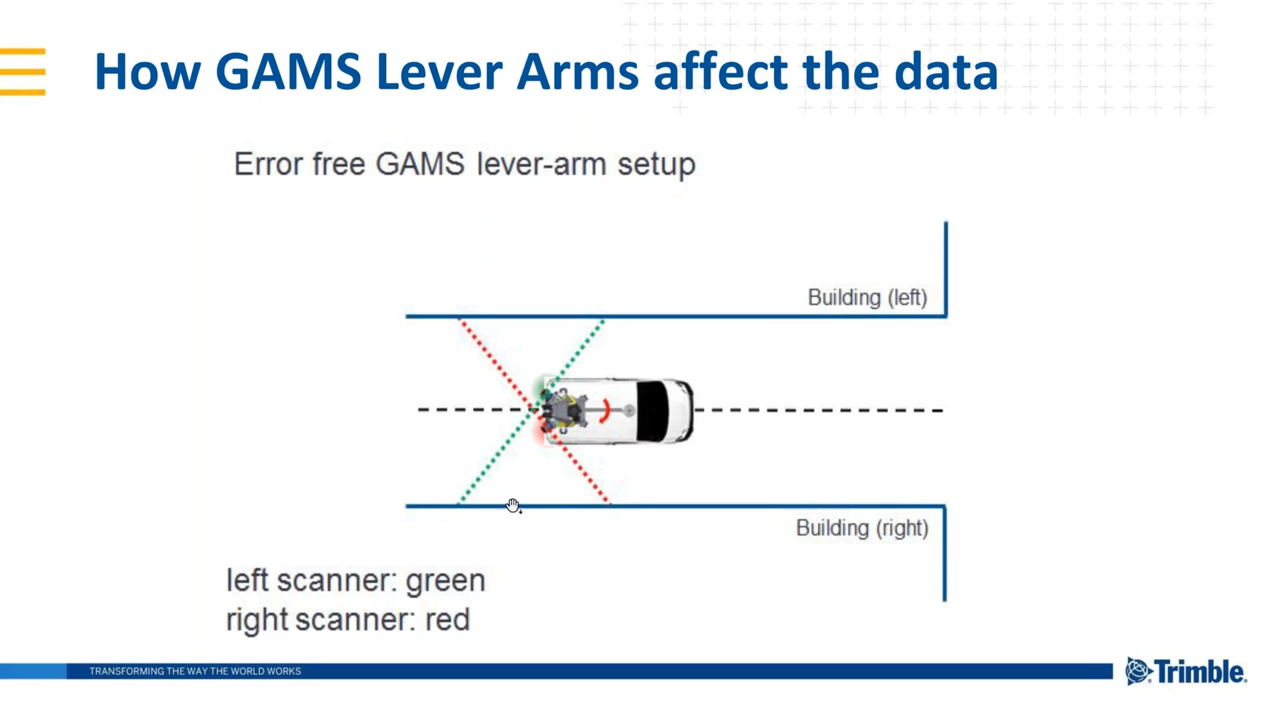 How GAMS Lever Arms affect the data
Error free GAMS lever-arm setup
Building (left)
Building (right)
left scanner: green
right scanner: red
TRANSFORMING THE WAY THE WORLD WORKS
Trimble